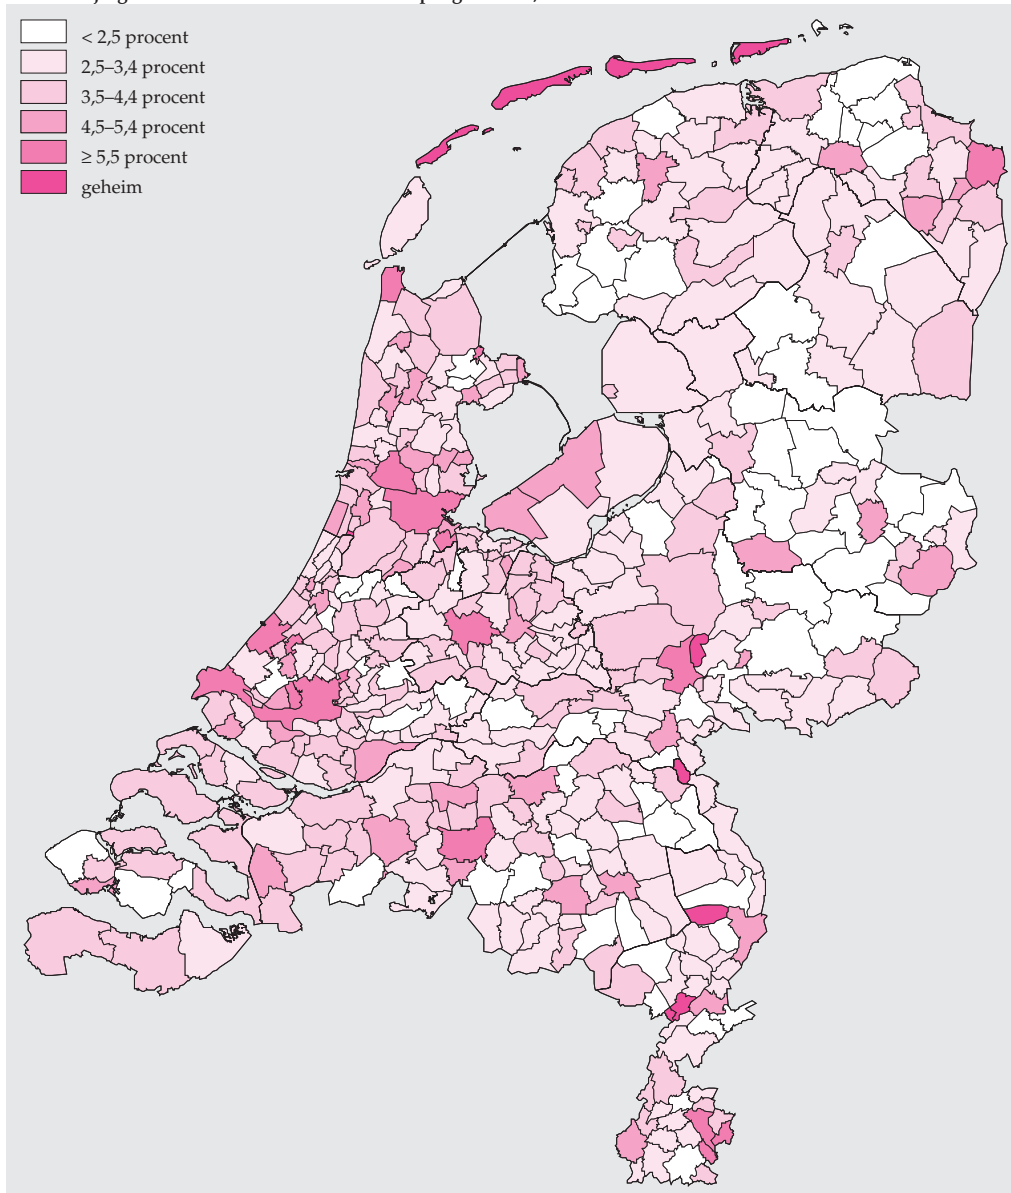 < 2,5 procent
2,5–3,4 procent
3,5–4,4 procent
4,5–5,4 procent
≥ 5,5 procent
geheim